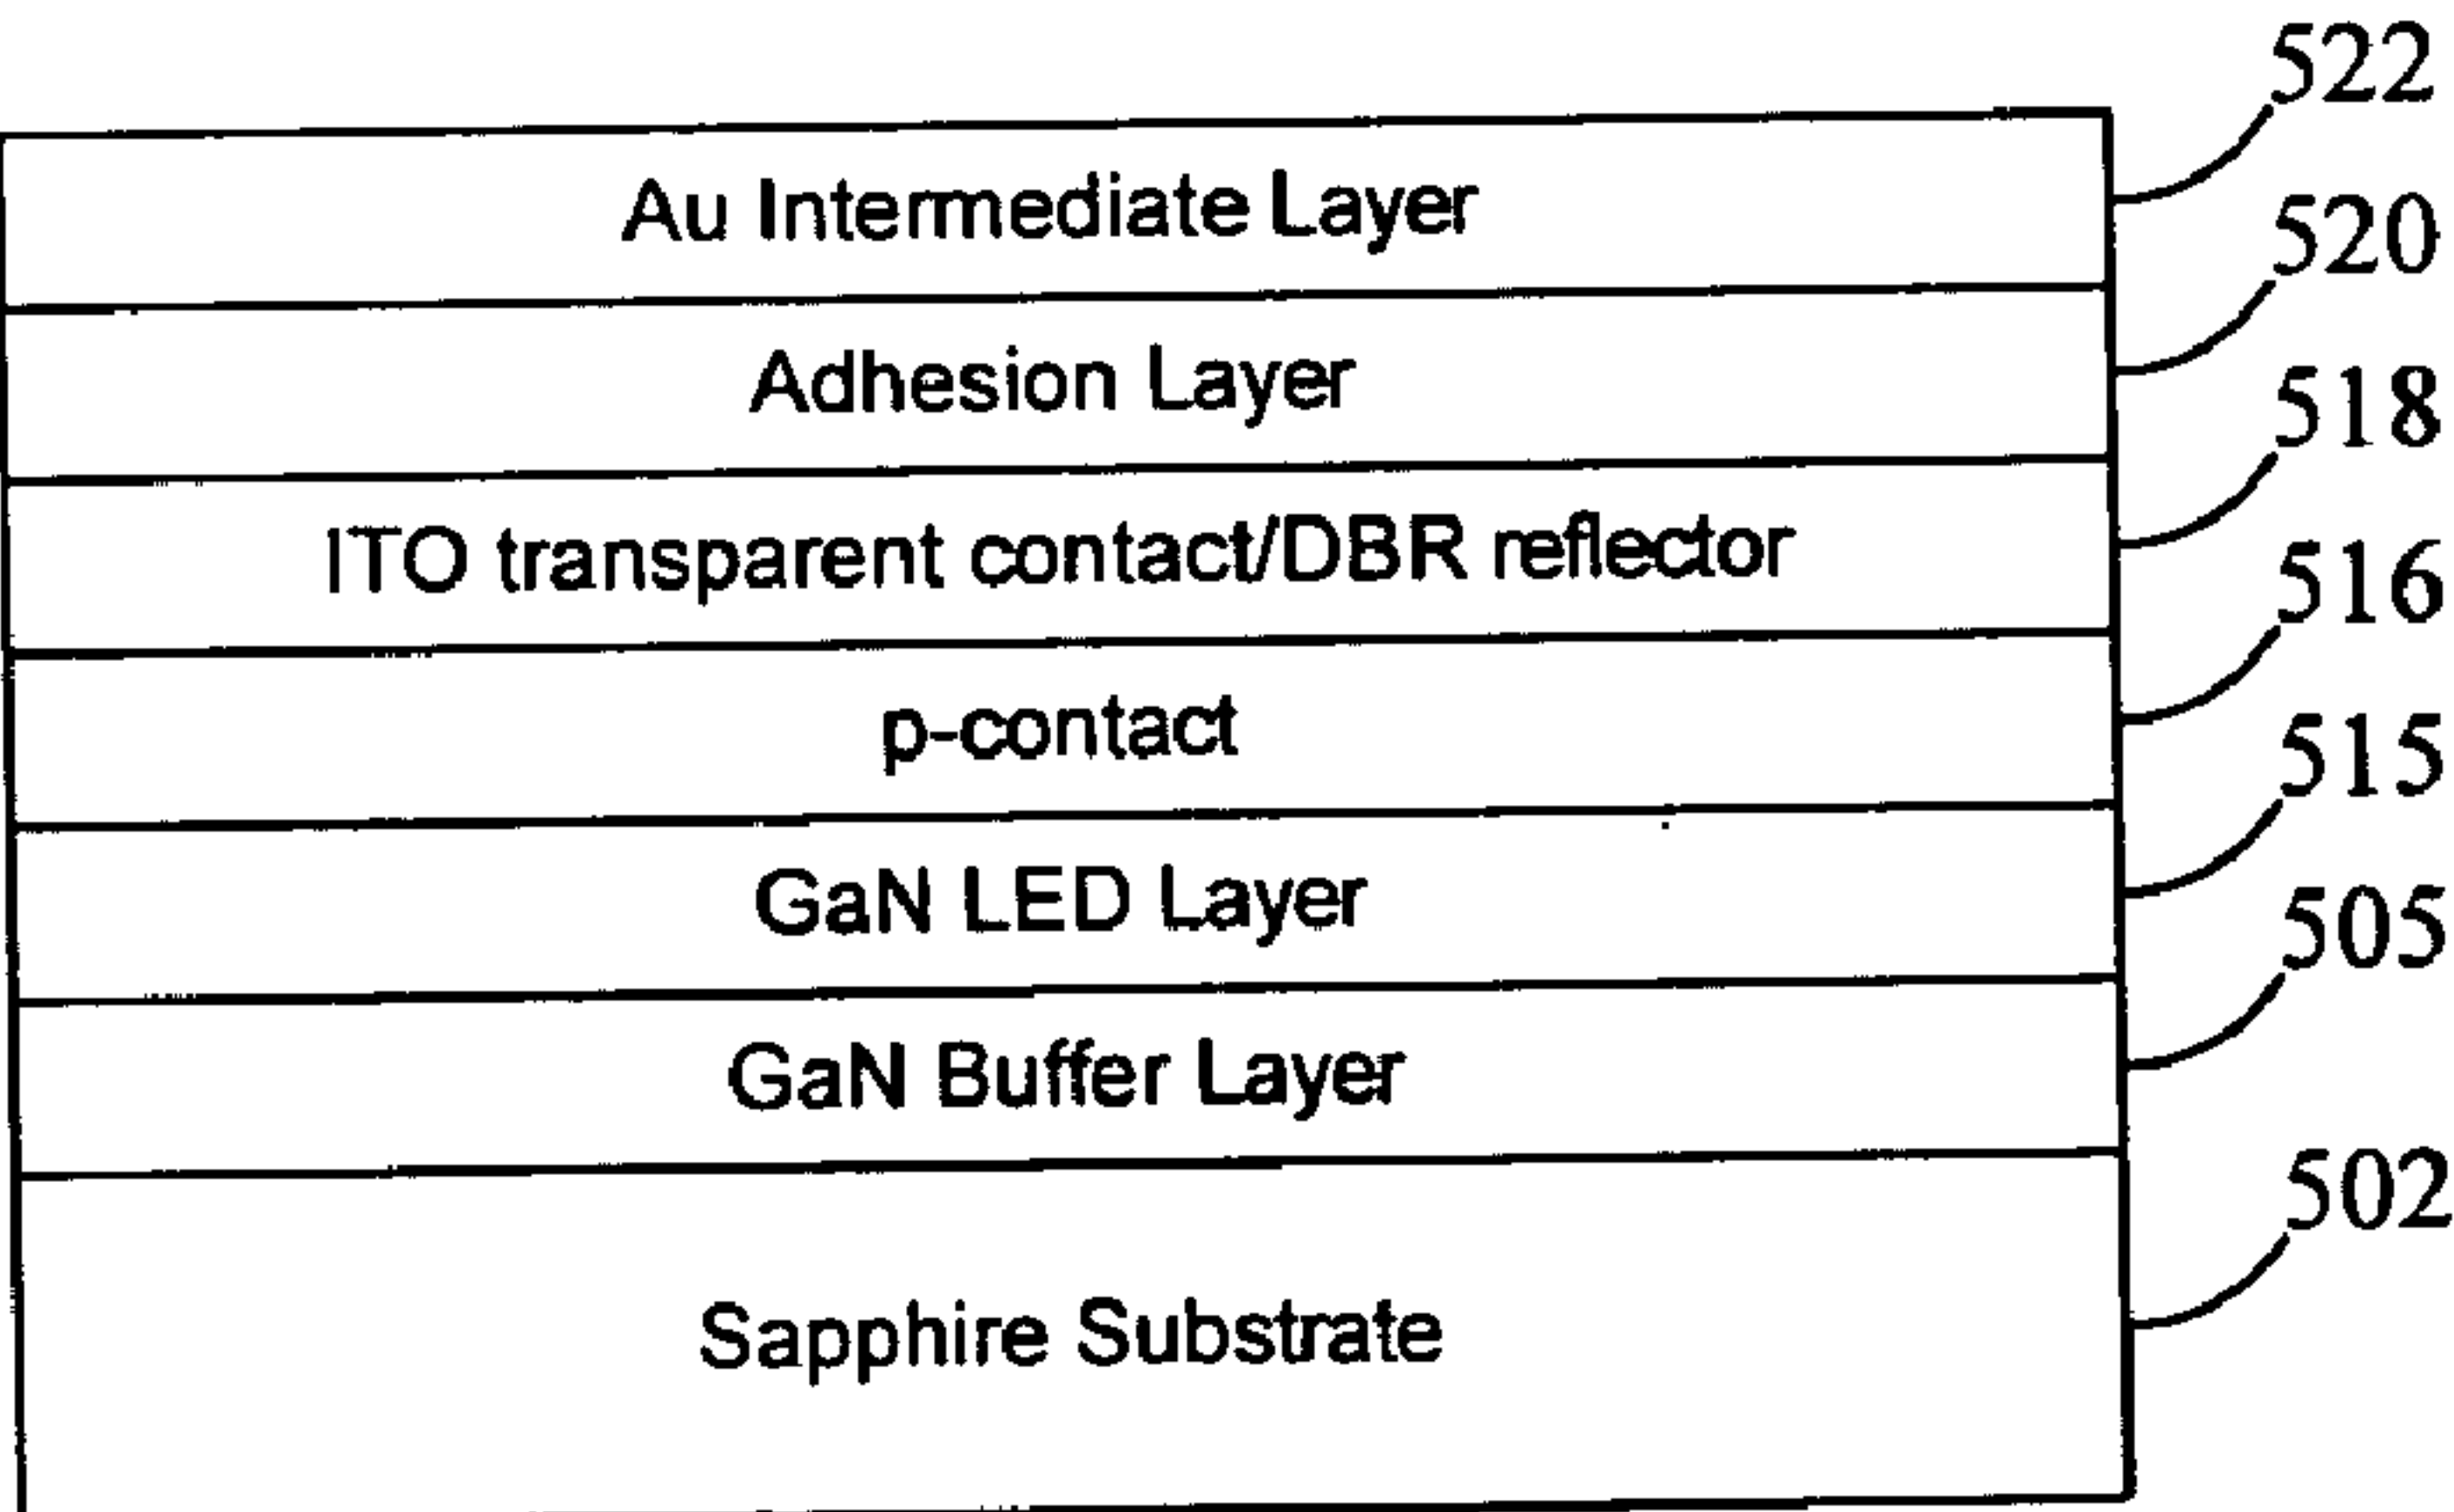 522
Au Intermediate Layer
520
Adhesion Layer
518
ITO transparent contact/DBR reflector
516
p-contact
515
GaN LED Layer
505
GaN Buffer Layer
502
Sapphire Substrate